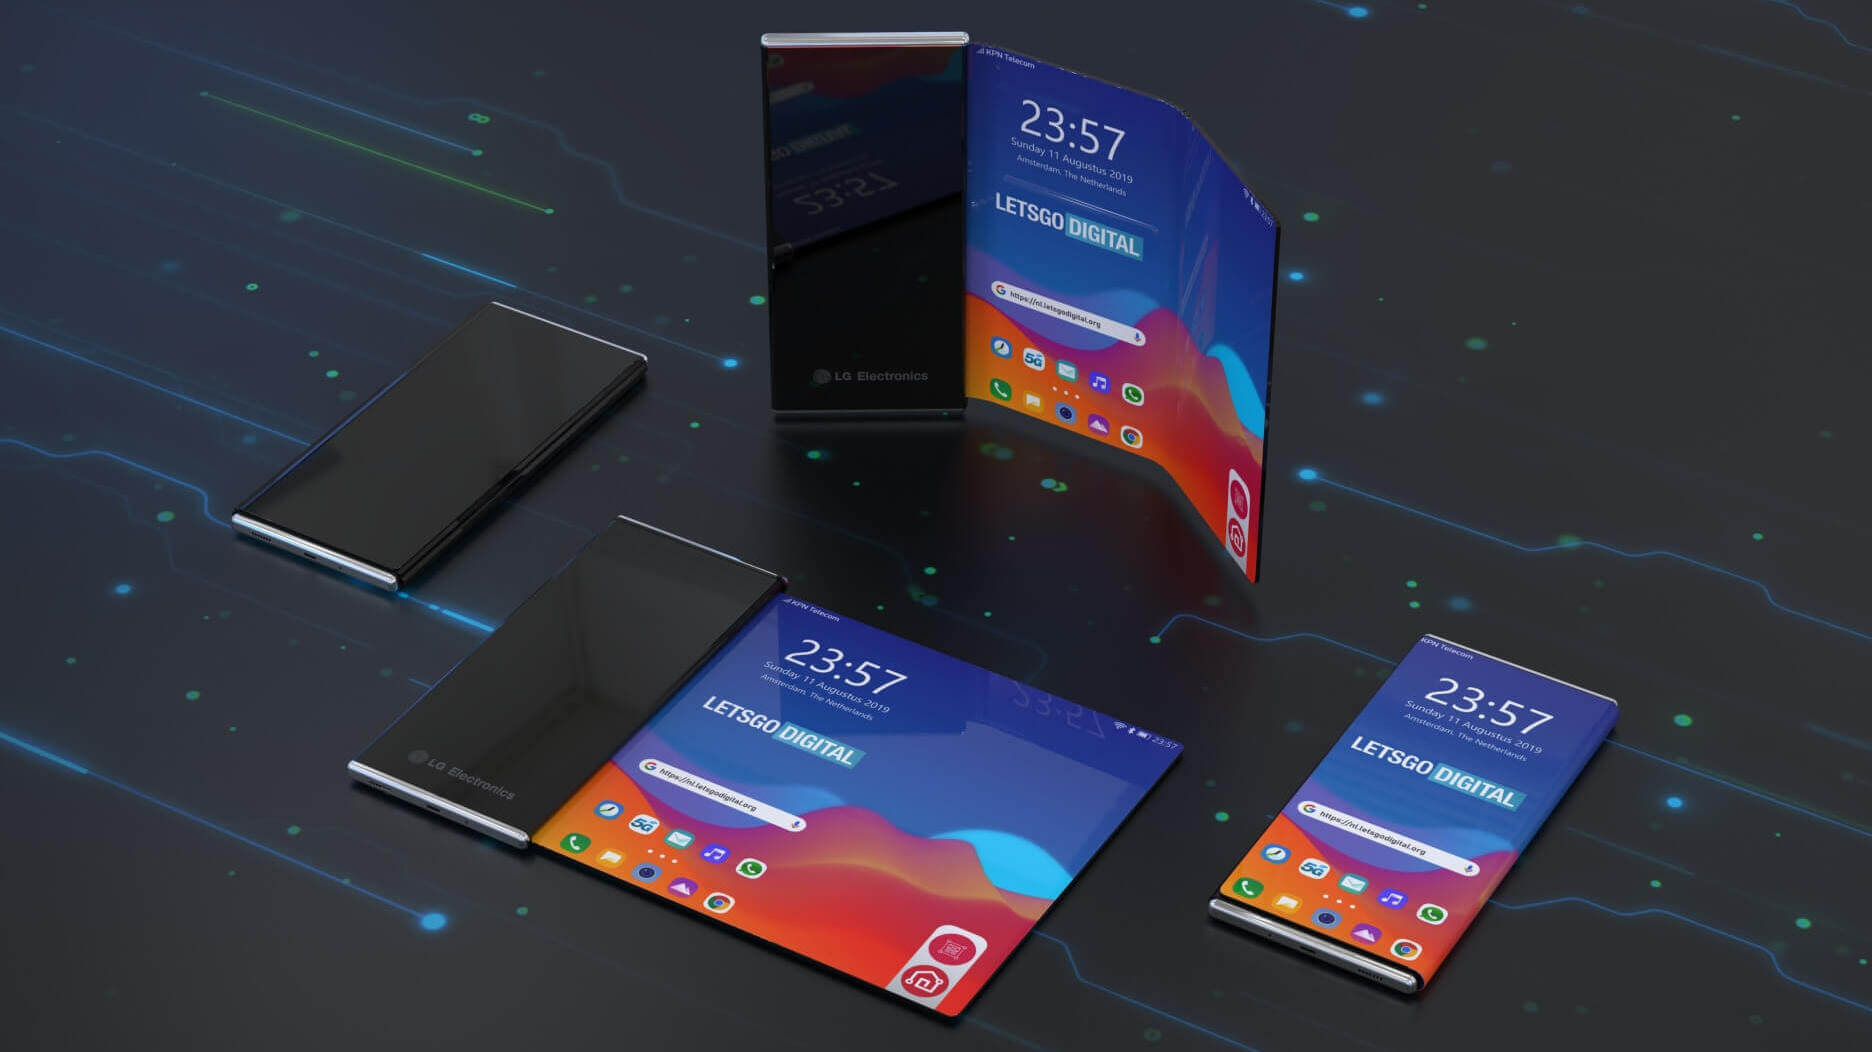 KPN Telecom
23:57
Sunday 11 Augustus 2019
Amsterdam, The Netherlands
LETSGO DIGITAL
https://nl.letsgodigital.org
5G
23:57
LG Electronics
KPN Telecom
23:57
23:57
Sunday 11 Augustus 2019
Amsterdam, The Netherlands
LETSGO DIGITAL
https://nl.letsgodigital.org
5G
LG Electronics
KPN Telecom
23:57
Sunday 11 Augustus 2019
Amsterdam, The Netherlands
LETSGO DIGITAL
https://nl.letsgodigital.org
5G